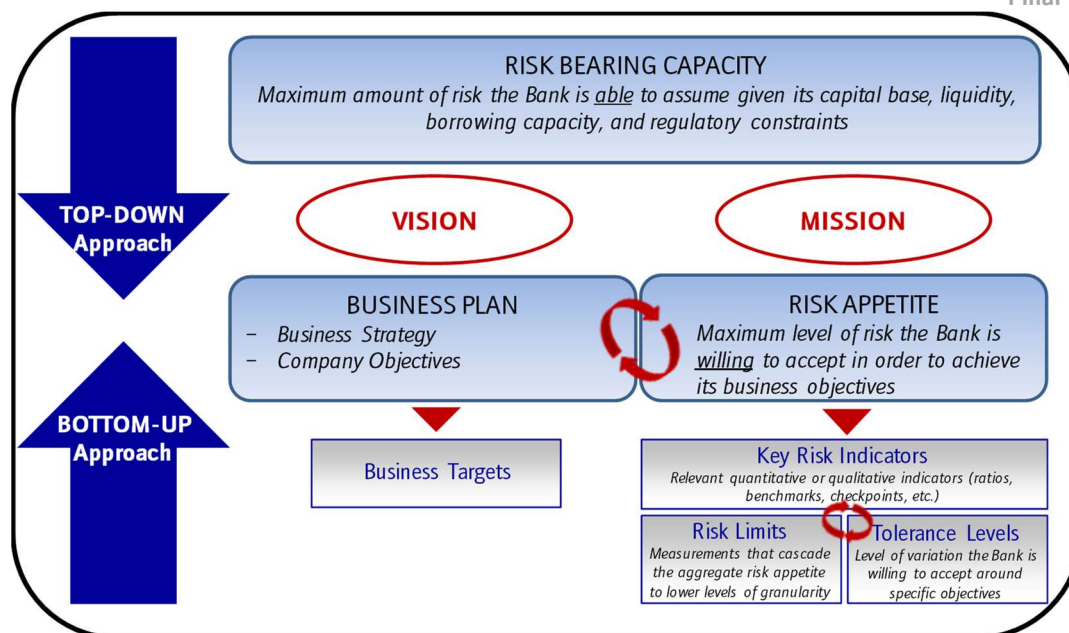 RISK BEARING CAPACITY
Maximum amount of risk the Bank is able to assume given its capital base, liquidity,
borrowing capacity, and regulatory constraints
TOP-DOWN
Approach
VISION
MISSION
BUSINESS PLAN
– Business Strategy
– Company Objectives
RISK APPETITE
Maximum level of risk the Bank is
willing to accept in order to achieve
its business objectives
BOTTOM-UP
Approach
Business Targets
Key Risk Indicators
Relevant quantitative or qualitative indicators (ratios,
benchmarks, checkpoints, etc.)
Risk Limits
Measurements that cascade
the aggregate risk appetite
to lower levels of granularity
Tolerance Levels
Level of variation the Bank is
willing to accept around
specific objectives